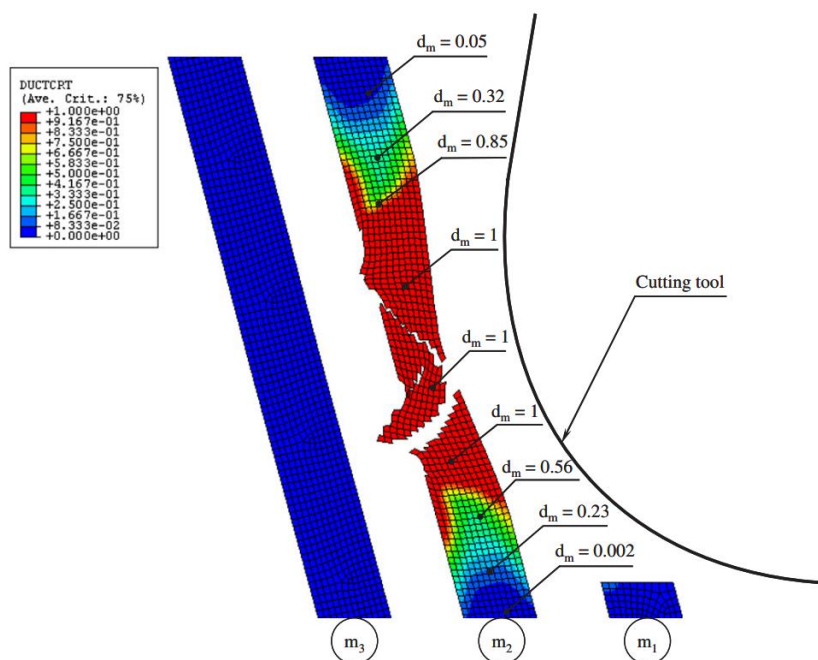 DUCTCRT
(Ave. Crit.: 75%)
+1.000e+00
+9.167e-01
+8.333e-01
+7.500e-01
+6.667e-01
+5.833e-01
+5.000e-01
+4.167e-01
+3.333e-01
+2.500e-01
+1.667e-01
+8.333e-02
+0.000e+00
dm = 0.05
dm = 0.32
dm = 0.85
dm = 1
Cutting tool
dm = 1
dm = 1
dm = 0.56
dm = 0.23
dm = 0.002
m3
m2
m1